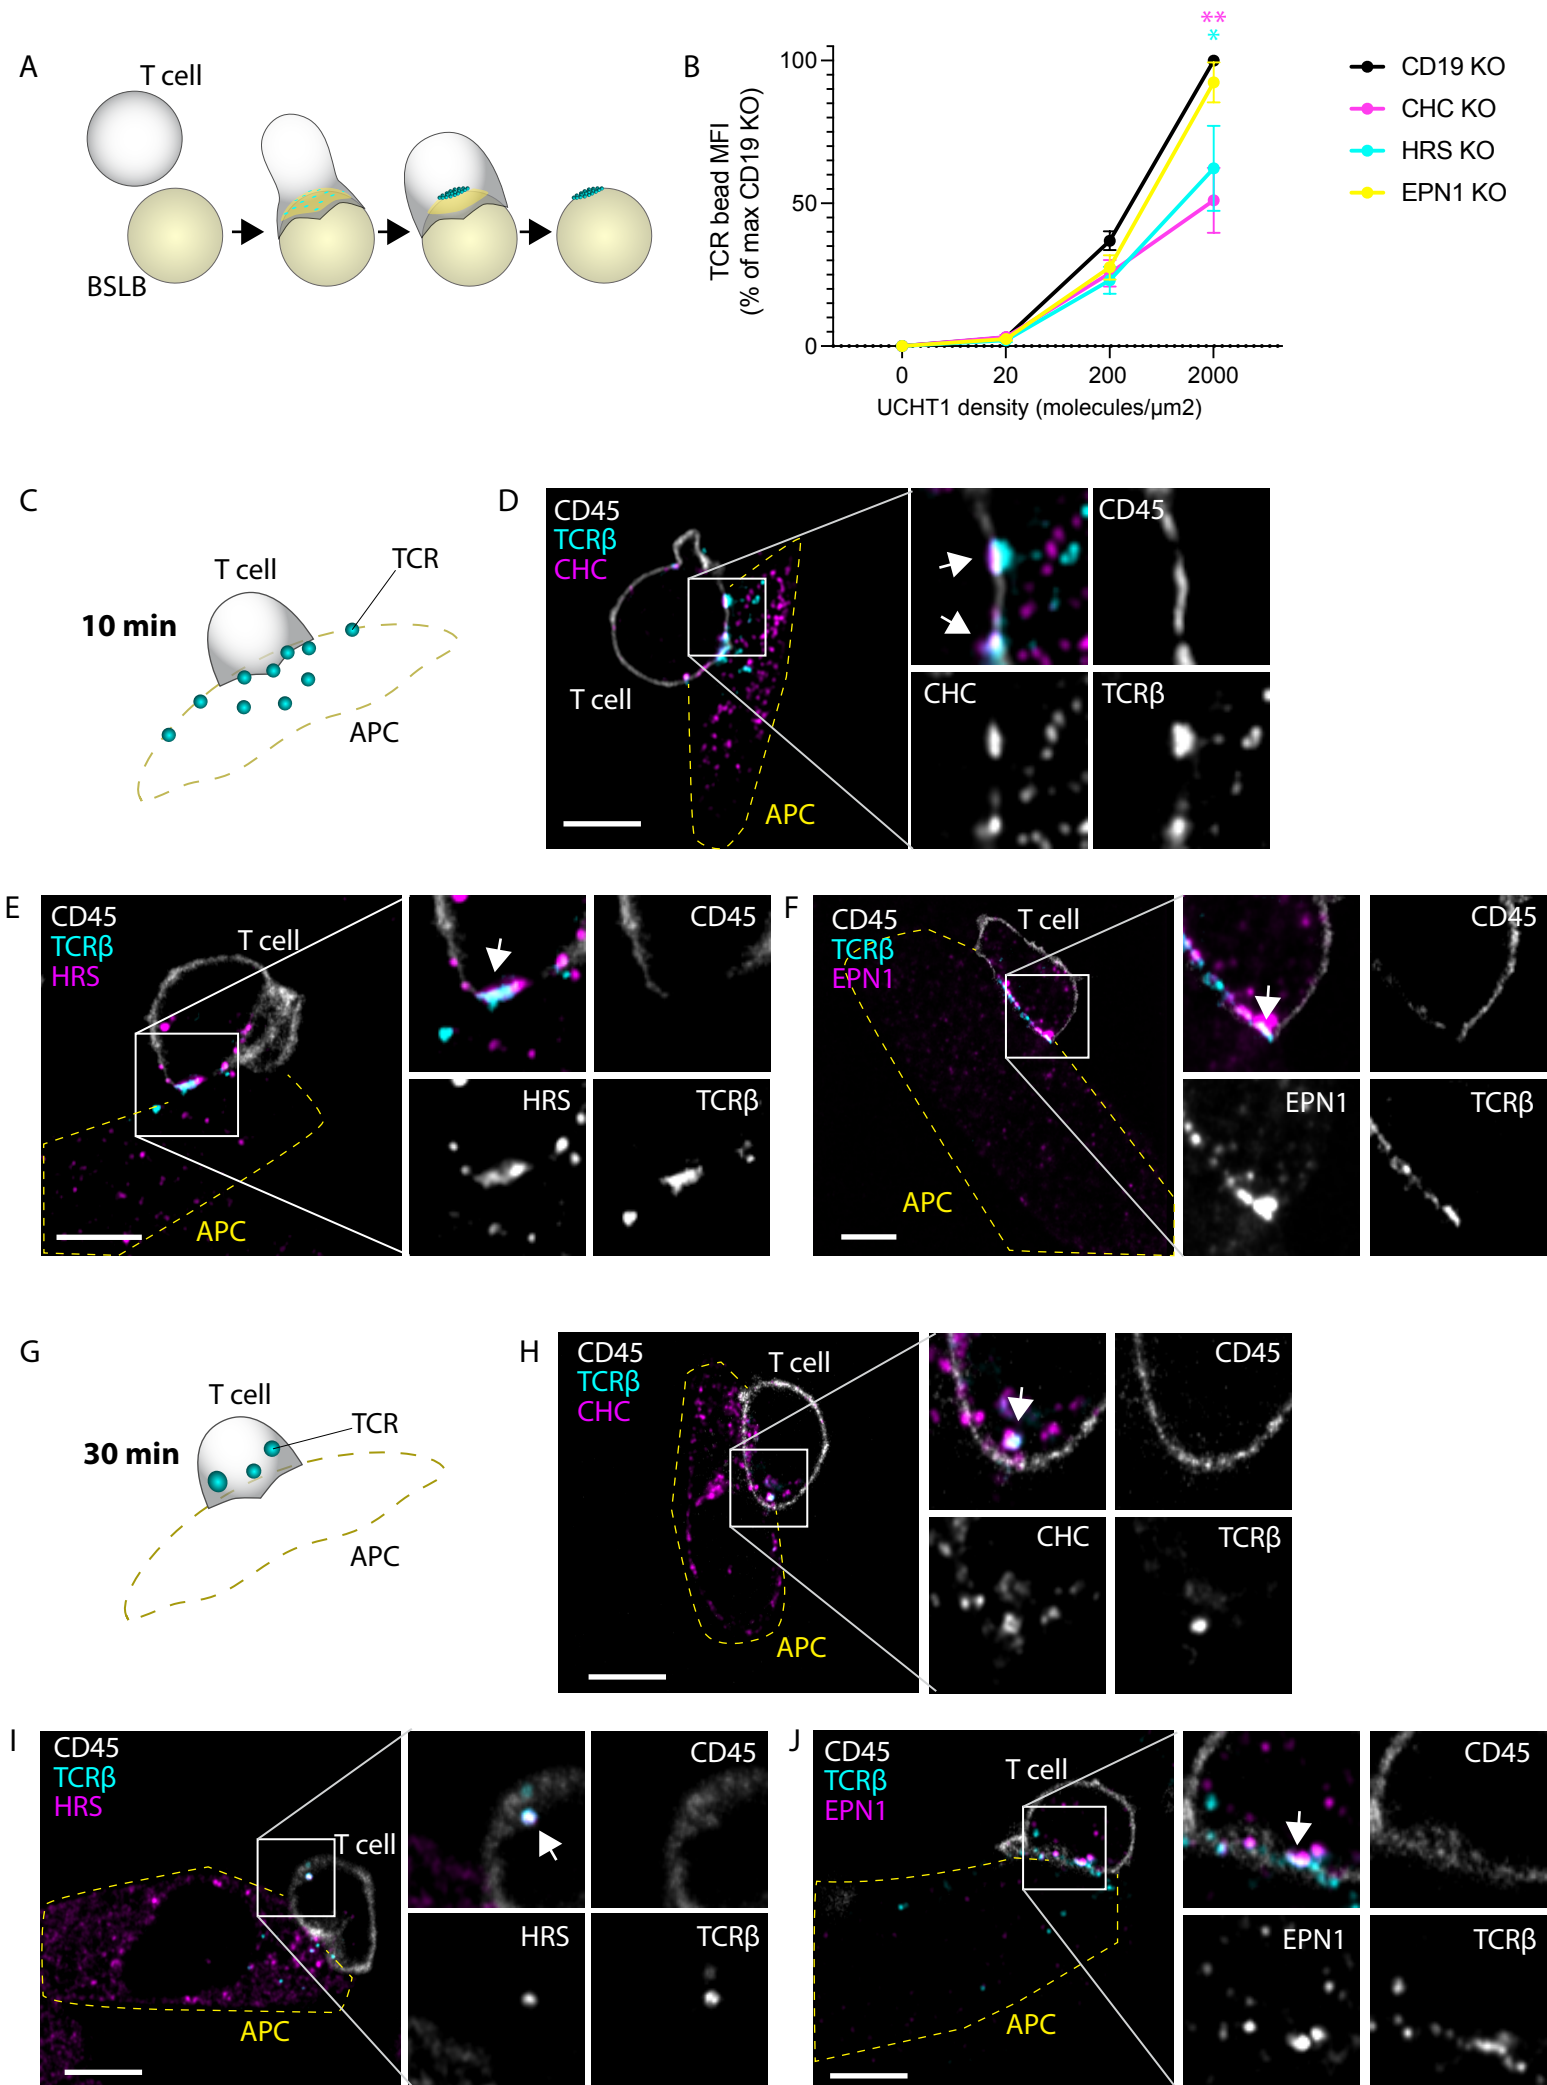 A
T cell
BSLB
B
TCR bead MFI
(% of max CD19 KO)
100
50
0
0 20 200 2000
UCHT1 density (molecules/µm2)
**
*
CD19 KO
CHC KO
HRS KO
EPN1 KO
C
10 min
T cell
TCR
APC
D
CD45
TCRβ
CHC
T cell
APC
CD45
CHC
TCRβ
E
CD45
TCRβ
HRS
T cell
APC
CD45
HRS
TCRβ
F
CD45
TCRβ
EPN1
T cell
APC
CD45
EPN1
TCRβ
G
30 min
T cell
TCR
APC
H
CD45
TCRβ
CHC
T cell
APC
CD45
CHC
TCRβ
I
CD45
TCRβ
HRS
T cell
APC
CD45
HRS
TCRβ
J
CD45
TCRβ
EPN1
T cell
APC
CD45
EPN1
TCRβ